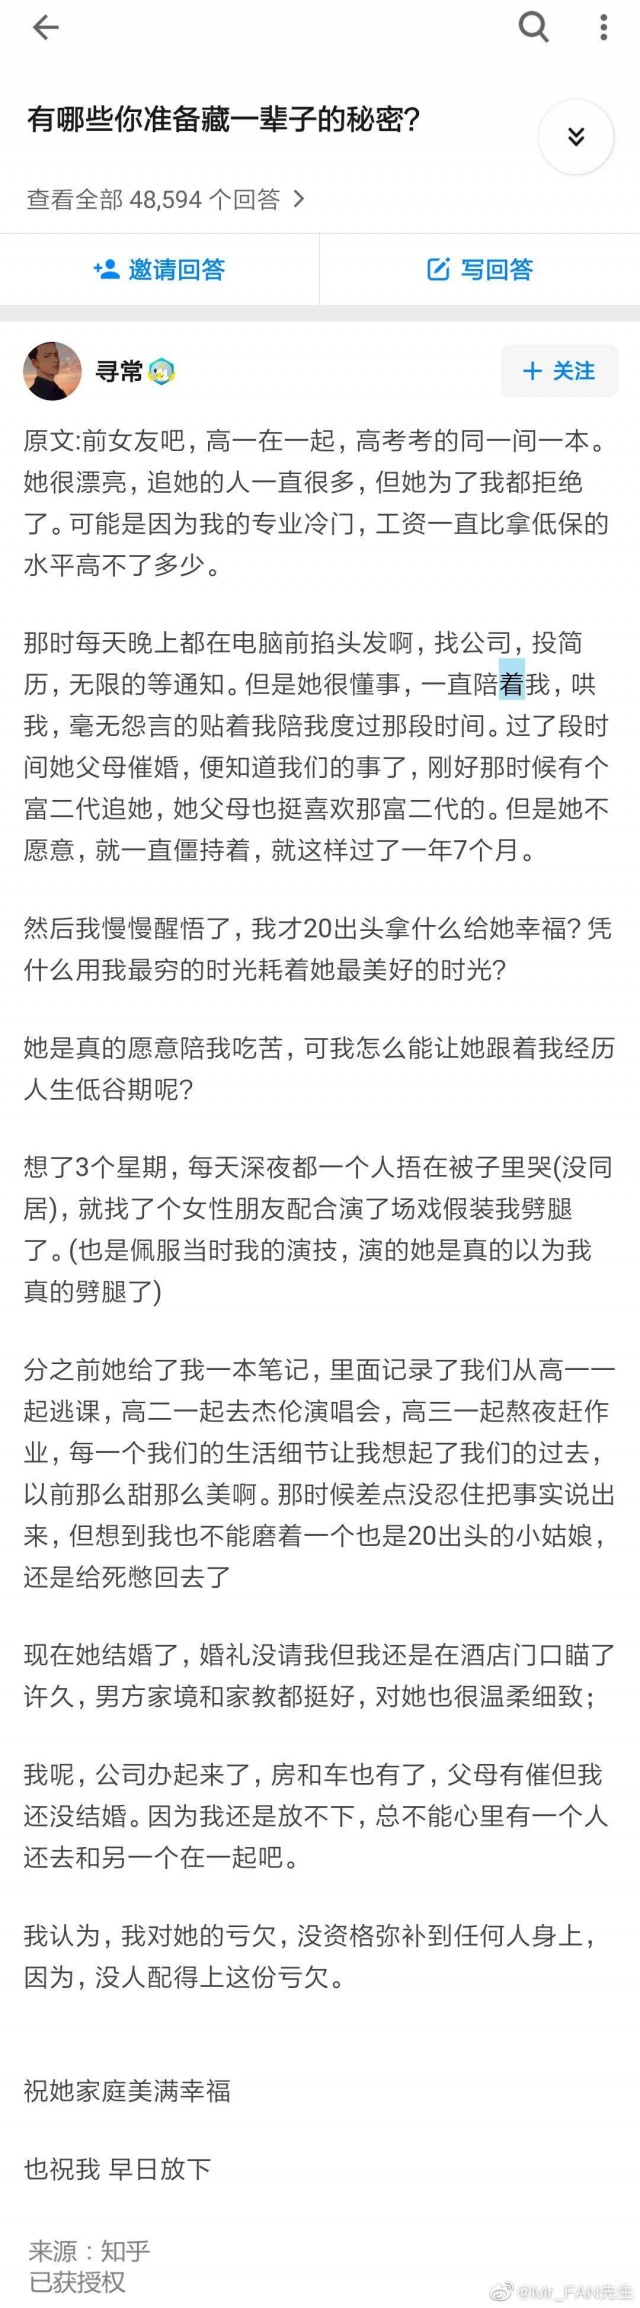 有哪些你准备藏一辈子的秘密?
查看全部 48,594 个回答 >
邀请回答
写回答
寻常
+ 关注
原文:前女友吧，高一在一起，高考考的同一间一本。
她很漂亮，追她的人一直很多，但她为了我都拒绝
了。可能是因为我的专业冷门，工资一直比拿低保的
水平高不了多少。
那时每天晚上都在电脑前掐头发啊，找公司，投简
历，无限的等通知。但是她很懂事，一直陪着我，哄
我，毫无怨言的贴着我陪我度过那段时间。过了段时
间她父母催婚，便知道我们的事了，刚好那时候有个
富二代追她，她父母也挺喜欢那富二代的。但是她不
愿意，就一直僵持着，就这样过了一年7个月。
然后我慢慢醒悟了，我才20出头拿什么给她幸福？凭
什么用我最穷的时光耗着她最美好的时光?
她是真的愿意陪我吃苦，可我怎么能让她跟着我经历
人生低谷期呢?
想了3个星期，每天深夜都一个人捂在被子里哭(没同
居)，就找了个女性朋友配合演了场戏假装我劈腿
了。(也是佩服当时我的演技，演的她是真的以为我
真的劈腿了)
分之前她给了我一本笔记，里面记录了我们从高一一
起逃课，高二一起去杰伦演唱会，高三一起熬夜赶作
业，每一个我们的生活细节让我想起了我们的过去，
以前那么甜那么美啊。那时候差点没忍住把事实说出
来，但想到我也不能磨着一个也是20出头的小姑娘，
还是给死憋回去了
现在她结婚了，婚礼没请我但我还是在酒店门口瞄了
许久，男方家境和家教都挺好，对她也很温柔细致；
我呢，公司办起来了，房和车也有了，父母有催但我
还没结婚。因为我还是放不下，总不能心里有一个人
还去和另一个在一起吧。
我认为，我对她的亏欠，没资格弥补到任何人身上，
因为，没人配得上这份亏欠。
祝她家庭美满幸福
也祝我 早日放下
来源：知乎
已获授权
@Mr_FAN先生